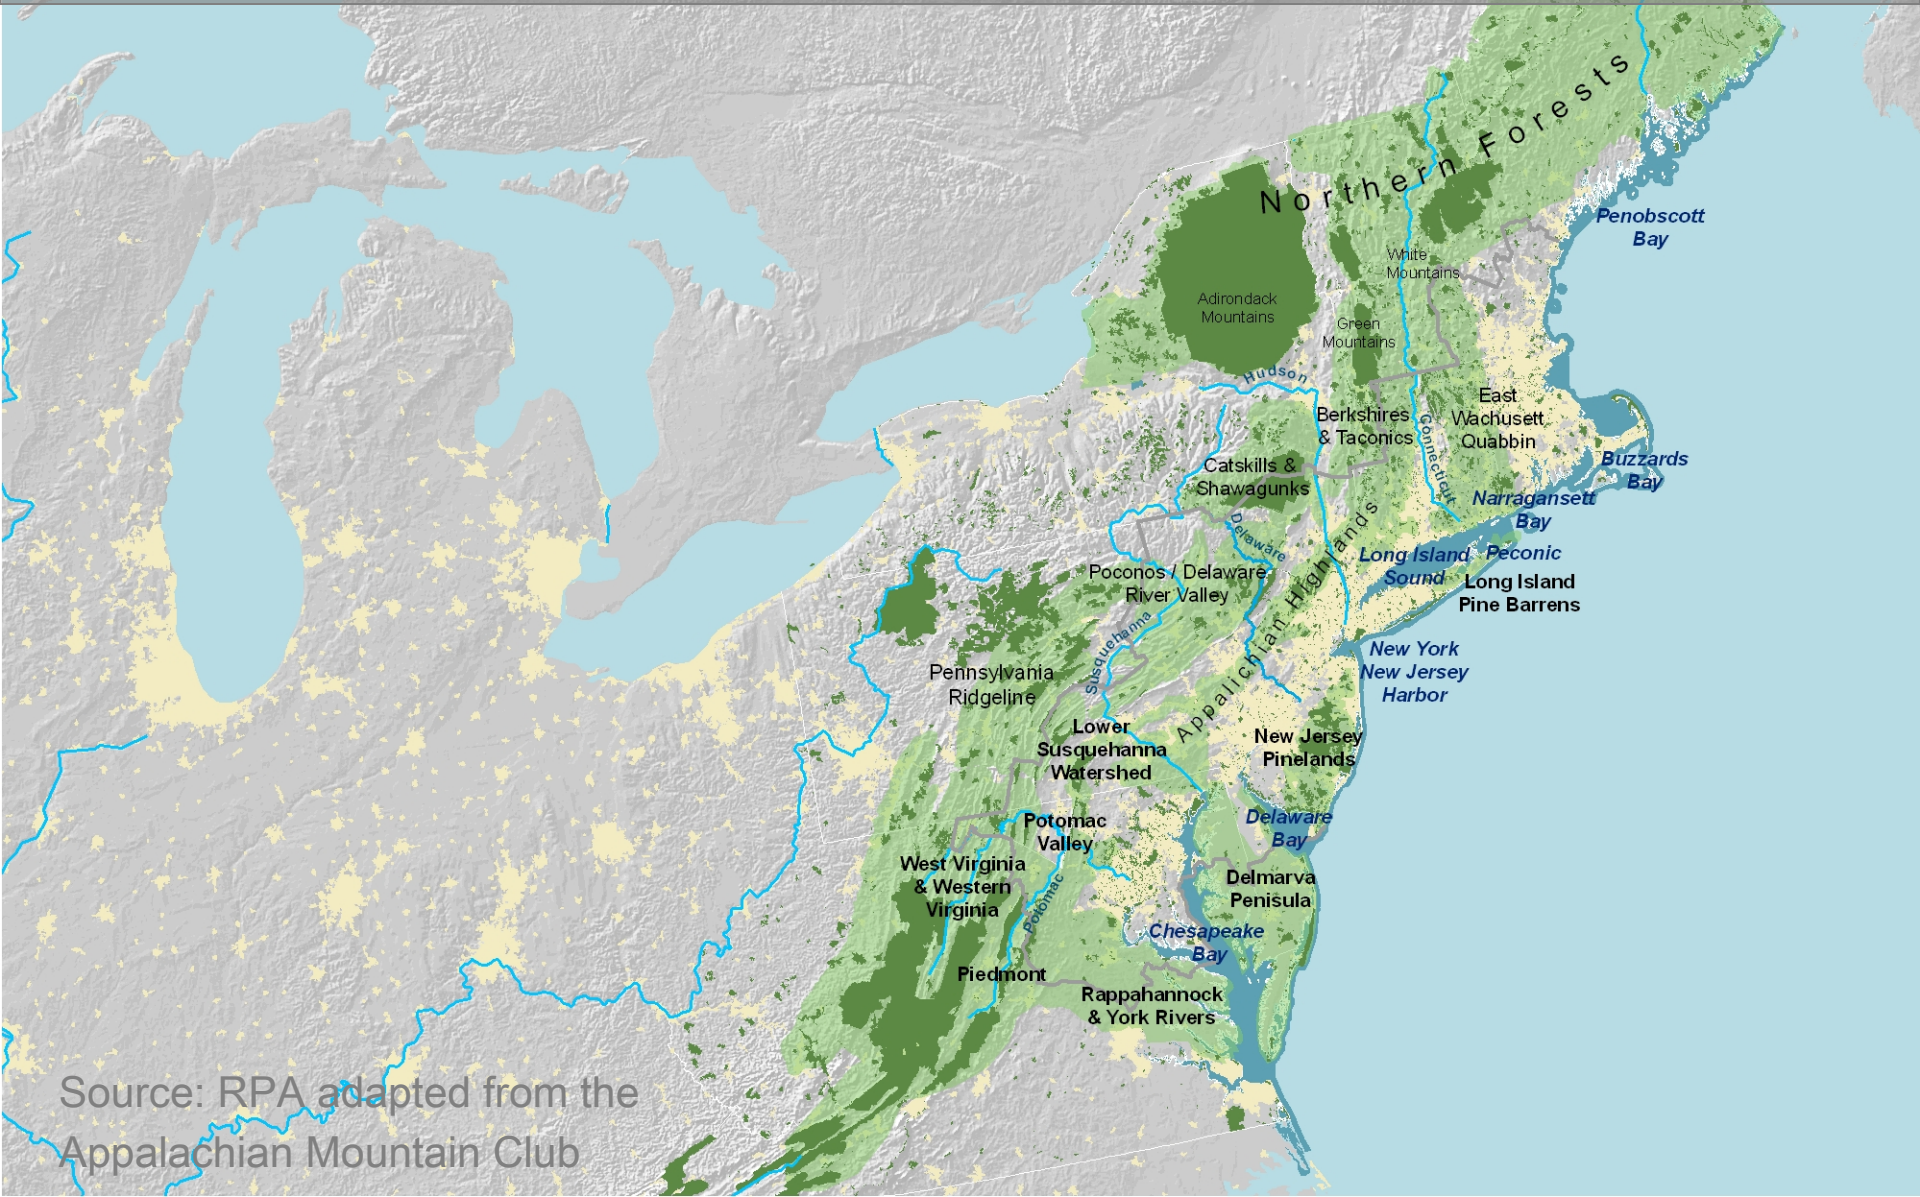 Northern Forests
Penobscott
Bay
White
Mountains
Adirondack
Mountains
Green
Mountains
Hudson
Berkshires
& Taconics
Connecticut
East
Wachusett
Quabbin
Catskills &
Shawagunks
Buzzards
Bay
Narragansett
Bay
Delaware
Long Island
Sound
Peconic
Long Island
Pine Barrens
Poconos / Delaware
River Valley
Appalichian Highlands
Susquehanna
New York
New Jersey
Harbor
Pennsylvania
Ridgeline
Lower
Susquehanna
Watershed
New Jersey
Pinelands
Potomac
Valley
Delaware
Bay
West Virginia
& Western
Virginia
Potomac
Delmarva
Penisula
Chesapeake
Bay
Piedmont
Rappahannock
& York Rivers
Source: RPA adapted from the
Appalachian Mountain Club